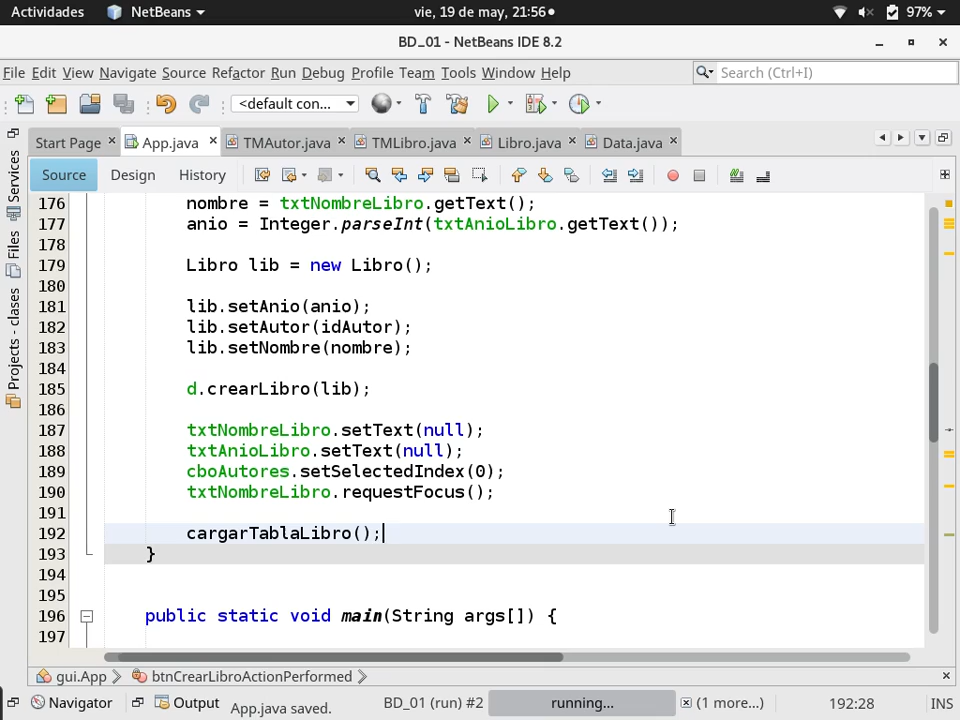 Actividades NetBeans vie, 19 de may, 21:56 97%
BD_01 - NetBeans IDE 8.2
File Edit View Navigate Source Refactor Run Debug Profile Team Tools Window Help Search (Ctrl+I)
<default con...
Start Page App.java TMAutor.java TMLibro.java Libro.java Data.java
Source Design History
Services
Files
Projects - clases
176 nombre = txtNombreLibro.getText();
177 anio = Integer.parseInt(txtAnioLibro.getText());
178
179 Libro lib = new Libro();
180
181 lib.setAnio(anio);
182 lib.setAutor(idAutor);
183 lib.setNombre(nombre);
184
185 d.crearLibro(lib);
186
187 txtNombreLibro.setText(null);
188 txtAnioLibro.setText(null);
189 cboAutores.setSelectedIndex(0);
190 txtNombreLibro.requestFocus();
191
192 cargarTablaLibro();
193 }
194
195
196 public static void main(String args[]) {
197
gui.App btnCrearLibroActionPerformed
Navigator Output App.java saved. BD_01 (run) #2 running... (1 more...) 192:28 INS